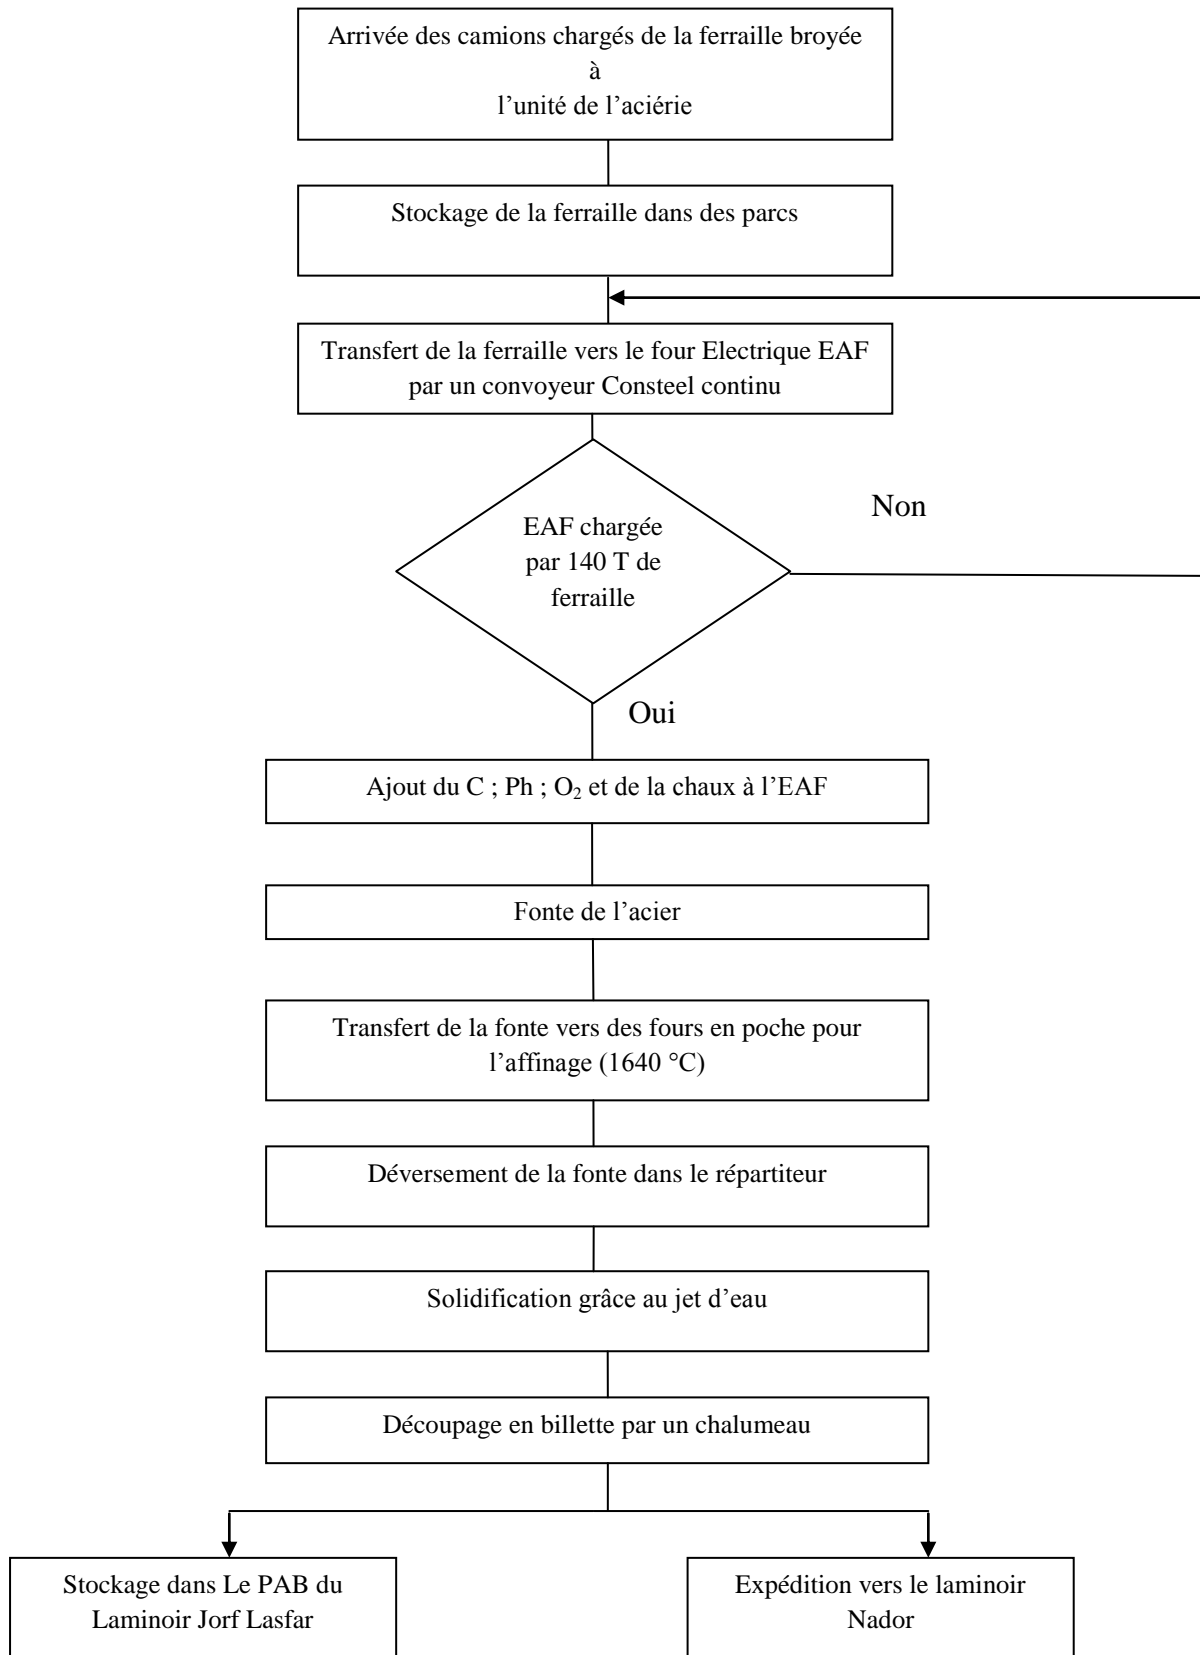 Arrivée des camions chargés de la ferraille broyée
à
l’unité de l’aciérie
Stockage de la ferraille dans des parcs
Transfert de la ferraille vers le four Electrique EAF
par un convoyeur Consteel continu
EAF chargée
par 140 T de
ferraille
Non
Oui
Ajout du C ; Ph ; O₂ et de la chaux à l’EAF
Fonte de l’acier
Transfert de la fonte vers des fours en poche pour
l’affinage (1640 °C)
Déversement de la fonte dans le répartiteur
Solidification grâce au jet d’eau
Découpage en billette par un chalumeau
Stockage dans Le PAB du
Laminoir Jorf Lasfar
Expédition vers le laminoir
Nador